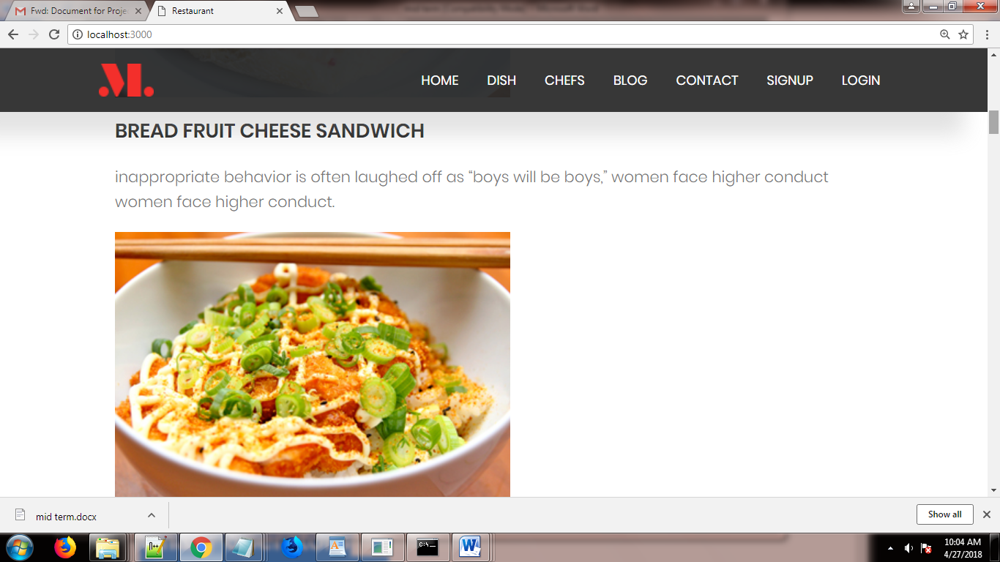 Fwd: Document for Proje
Restaurant
localhost:3000
M.
HOME DISH CHEFS BLOG CONTACT SIGNUP LOGIN
BREAD FRUIT CHEESE SANDWICH
inappropriate behavior is often laughed off as “boys will be boys,” women face higher conduct
women face higher conduct.
mid term.docx
Show all
10:04 AM
4/27/2018